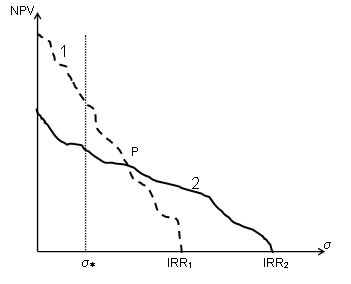 NPV
1
P
2
σ
σ* IRR₁ IRR₂